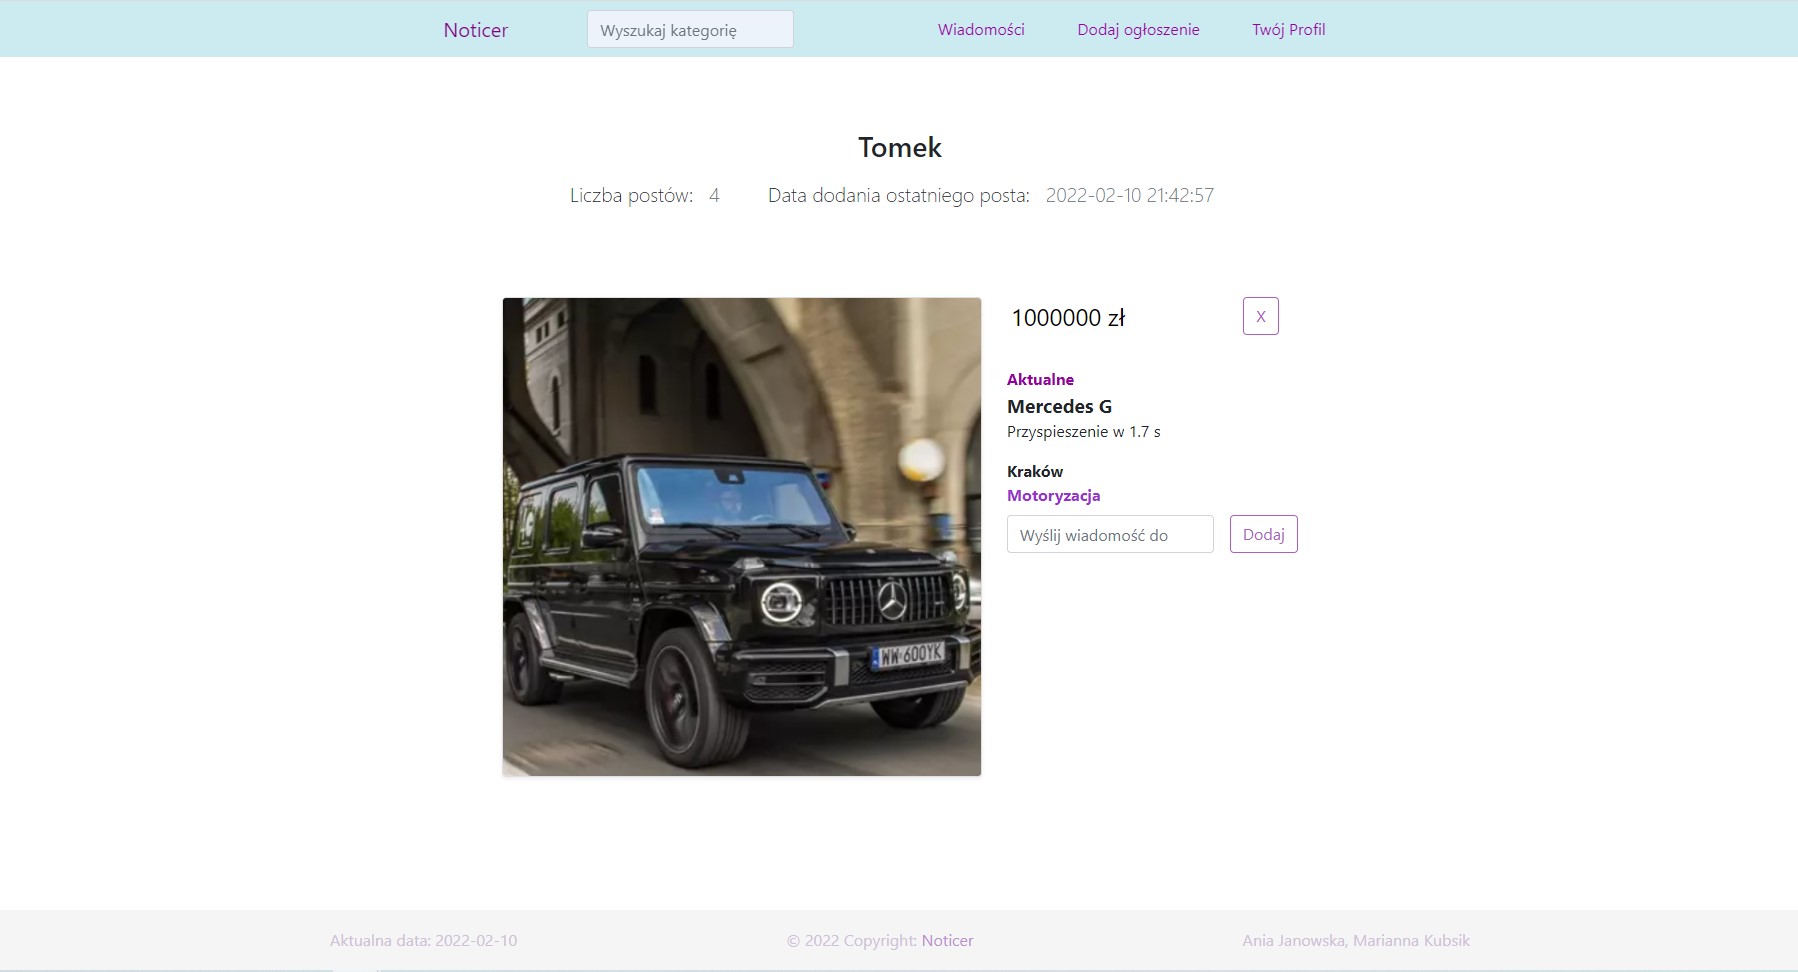 Noticer
Wyszukaj kategorię
Wiadomości
Dodaj ogłoszenie
Twój Profil
Tomek
Liczba postów: 4 Data dodania ostatniego posta: 2022-02-10 21:42:57
1000000 zł
X
Aktualne
Mercedes G
Przyspieszenie w 1.7 s
Kraków
Motoryzacja
Wyślij wiadomość do
Dodaj
WW 600YK
Aktualna data: 2022-02-10
© 2022 Copyright: Noticer
Ania Janowska, Marianna Kubsik